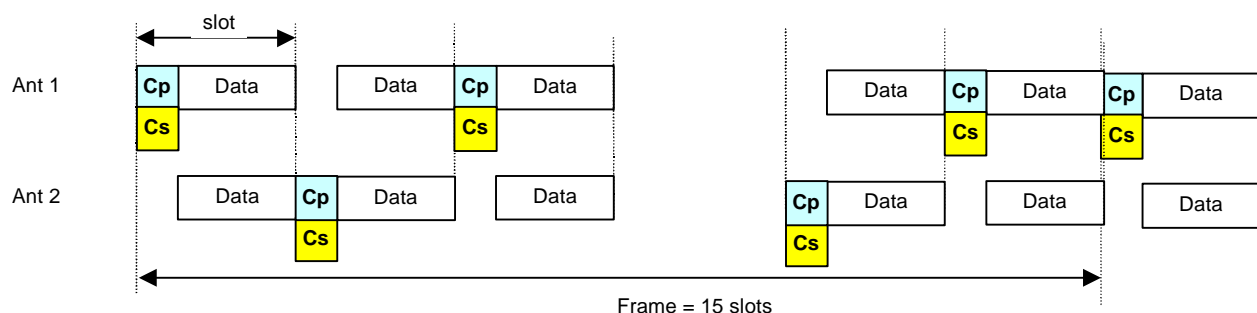 slot
Ant 1 Cp Data Data Cp Data Data Cp Data Cp Data
Cs Cs Cs Cs
Ant 2 Data Cp Data Data Cp Data Data Data
Cs Cs
Frame = 15 slots